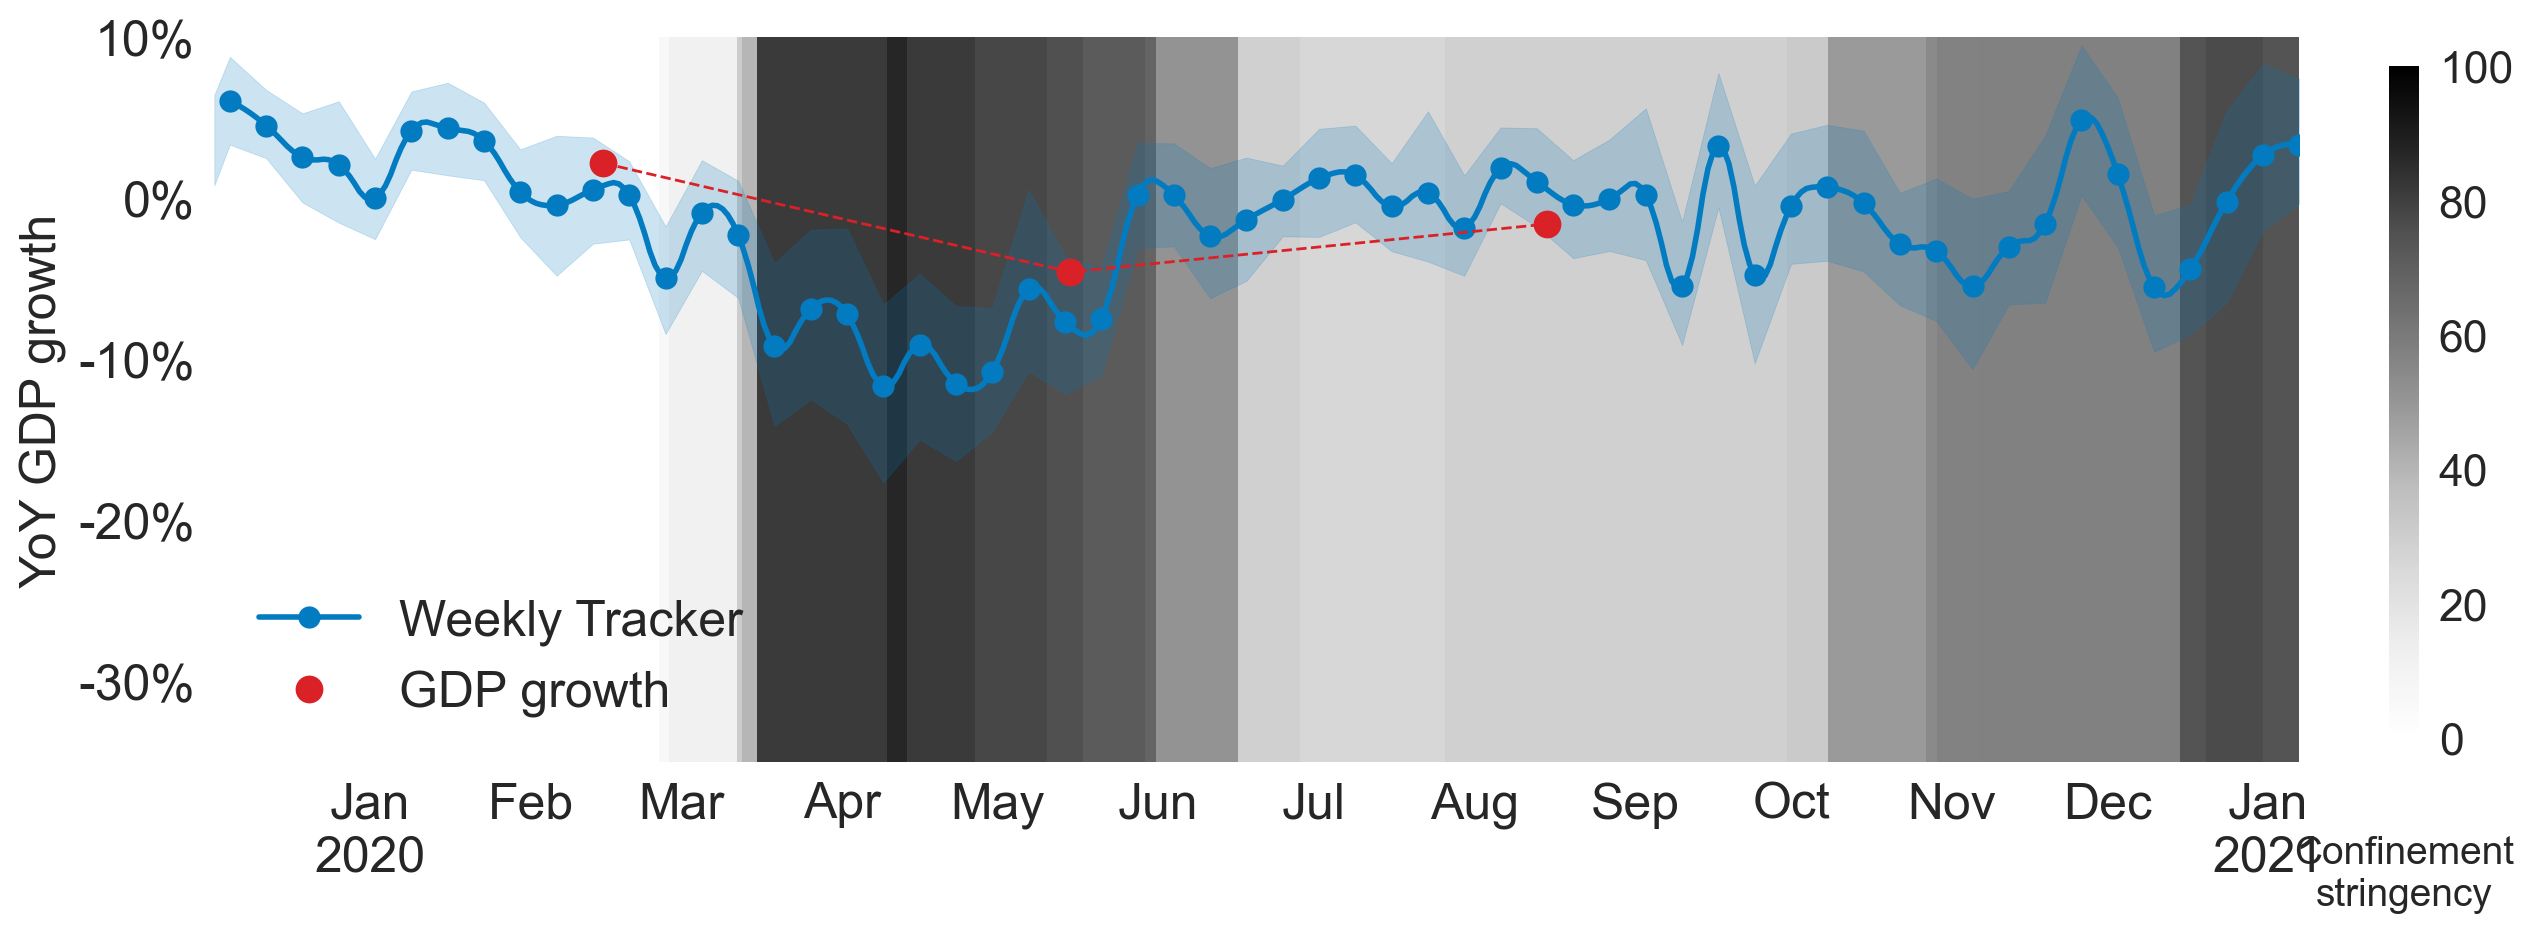 10%
0%
-10%
-20%
-30%
YoY GDP growth
Weekly Tracker
GDP growth
Jan
2020
Feb
Mar
Apr
May
Jun
Jul
Aug
Sep
Oct
Nov
Dec
Jan
2021
100
80
60
40
20
0
Confinement
stringency